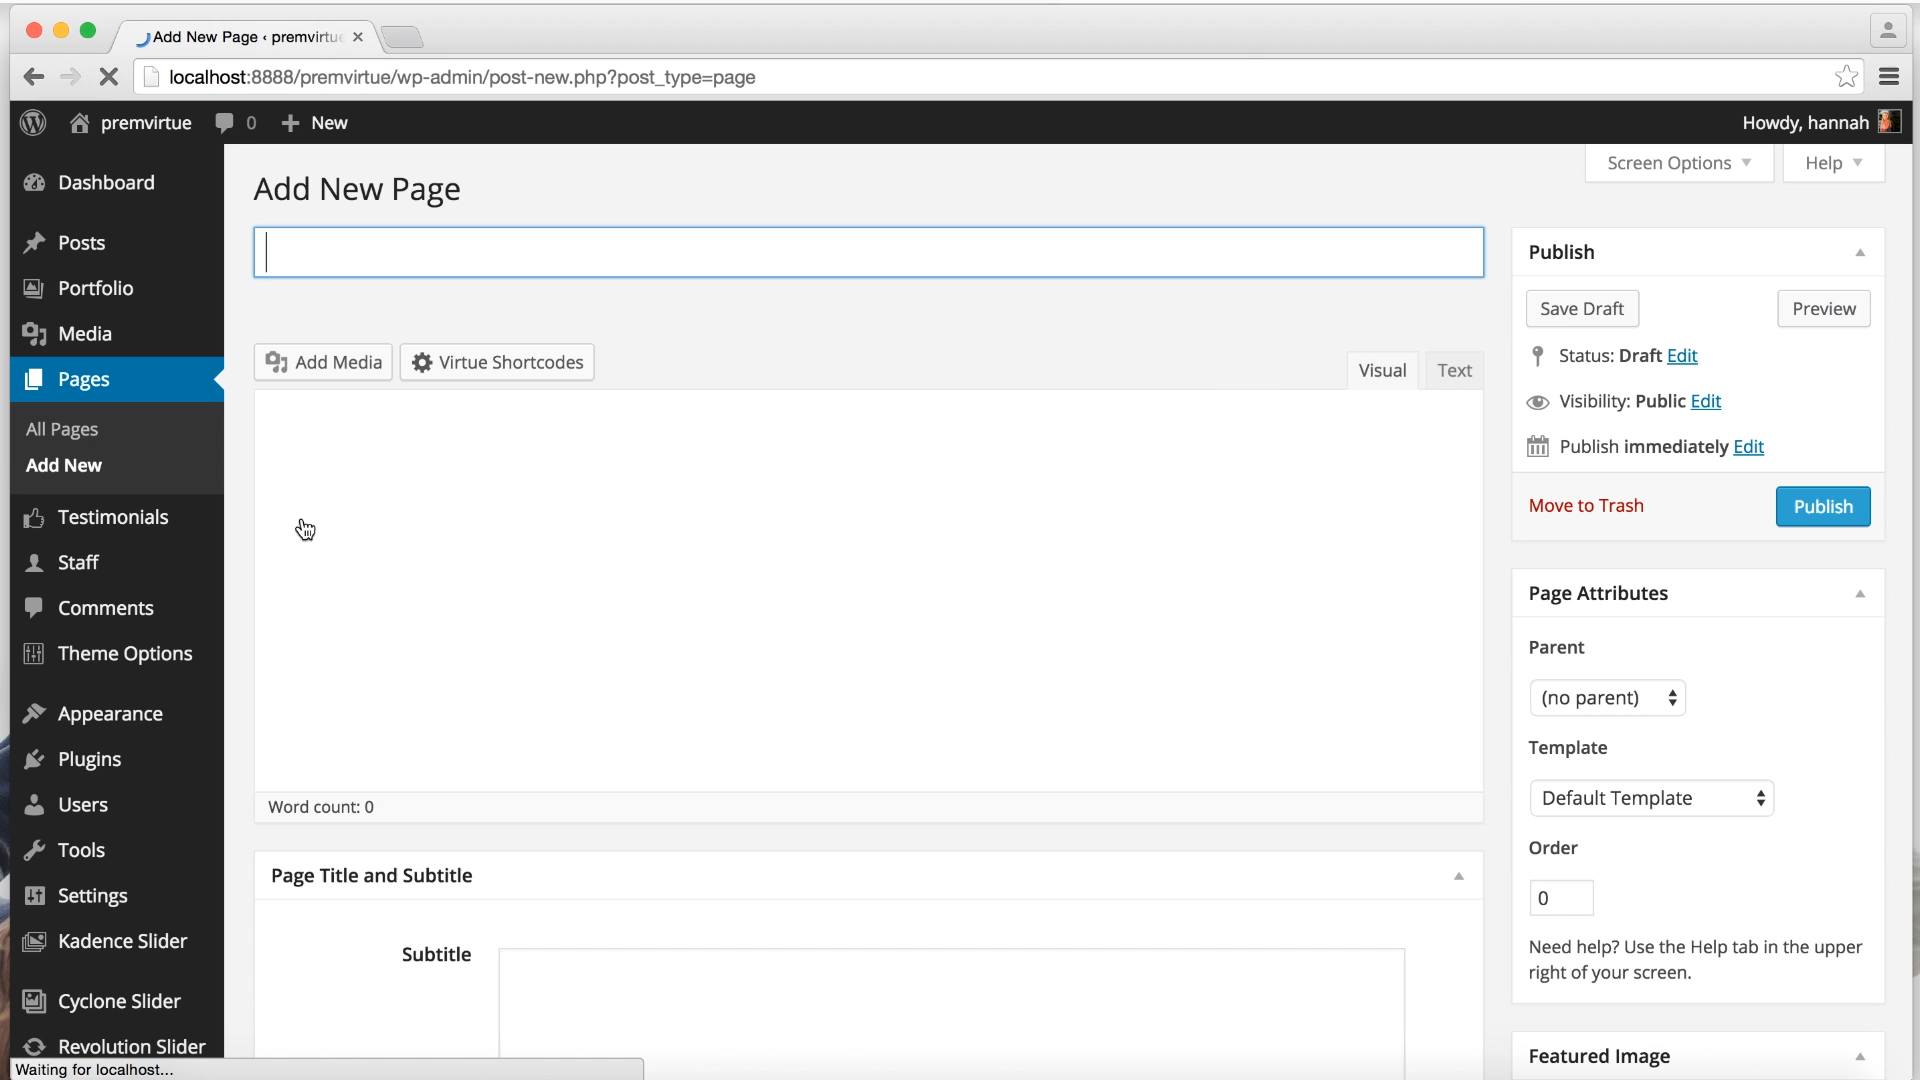 Add New Page ‹ premvirtue
localhost:8888/premvirtue/wp-admin/post-new.php?post_type=page
premvirtue 0 New
Howdy, hannah
Screen Options Help
Dashboard
Posts
Portfolio
Media
Pages
All Pages
Add New
Testimonials
Staff
Comments
Theme Options
Appearance
Plugins
Users
Tools
Settings
Kadence Slider
Cyclone Slider
Revolution Slider
Waiting for localhost...
Add New Page
Add Media Virtue Shortcodes
Visual Text
Word count: 0
Page Title and Subtitle
Subtitle
Publish
Save Draft Preview
Status: Draft Edit
Visibility: Public Edit
Publish immediately Edit
Move to Trash Publish
Page Attributes
Parent
(no parent)
Template
Default Template
Order
0
Need help? Use the Help tab in the upper
right of your screen.
Featured Image